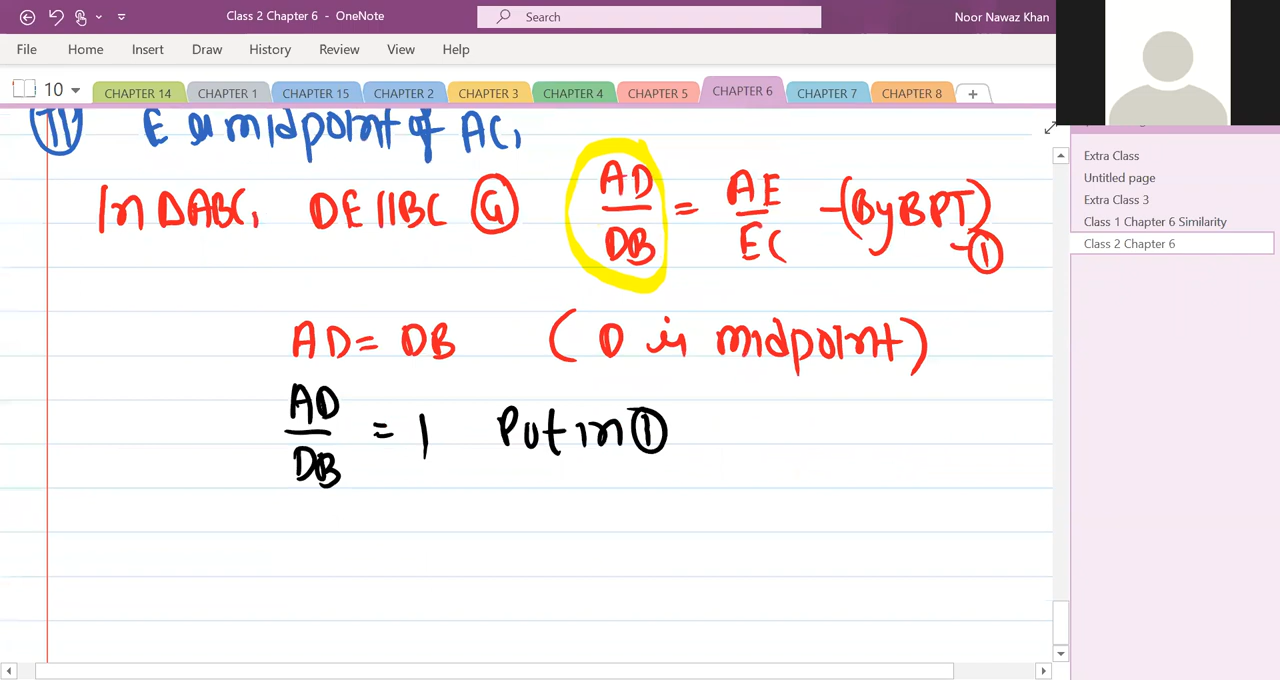 Class 2 Chapter 6 - OneNote
Search
Noor Nawaz Khan
File Home Insert Draw History Review View Help
10 CHAPTER 14 CHAPTER 1 CHAPTER 15 CHAPTER 2 CHAPTER 3 CHAPTER 4 CHAPTER 5 CHAPTER 6 CHAPTER 7 CHAPTER 8 +
Extra Class
Untitled page
Extra Class 3
Class 1 Chapter 6 Similarity
Class 2 Chapter 6
II E is midpoint of AC,
In ΔABC, DE || BC G AD/DB = AE/EC -(By BPT) - 1
AD = DB ( D is midpoint)
AD/DB = 1 Put in 1